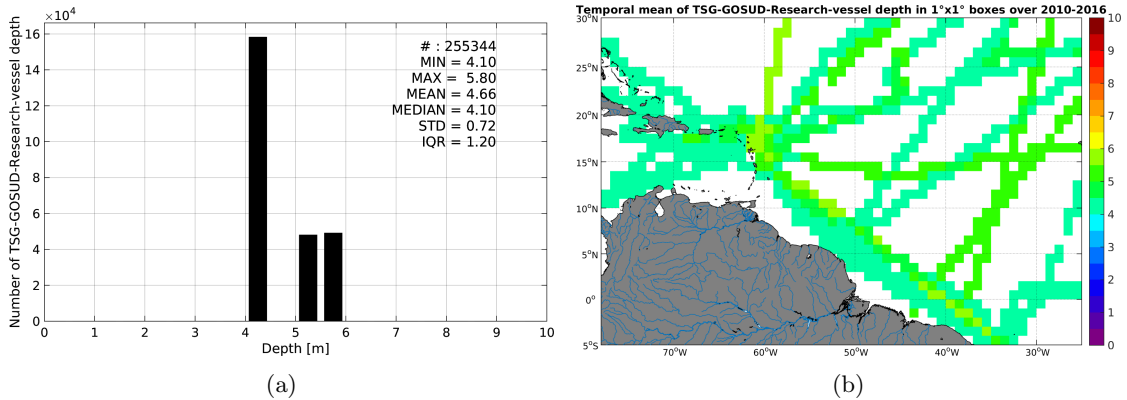 ×10⁴
Number of TSG-GOSUD-Research-vessel depth
16
14
12
10
8
6
4
2
0
# : 255344
MIN = 4.10
MAX = 5.80
MEAN = 4.66
MEDIAN = 4.10
STD = 0.72
IQR = 1.20
0 1 2 3 4 5 6 7 8 9 10
Depth [m]
(a)
Temporal mean of TSG-GOSUD-Research-vessel depth in 1°x1° boxes over 2010-2016
30°N
25°N
20°N
15°N
10°N
5°N
0°
5°S
70°W 60°W 50°W 40°W 30°W
10
9
8
7
6
5
4
3
2
1
0
(b)